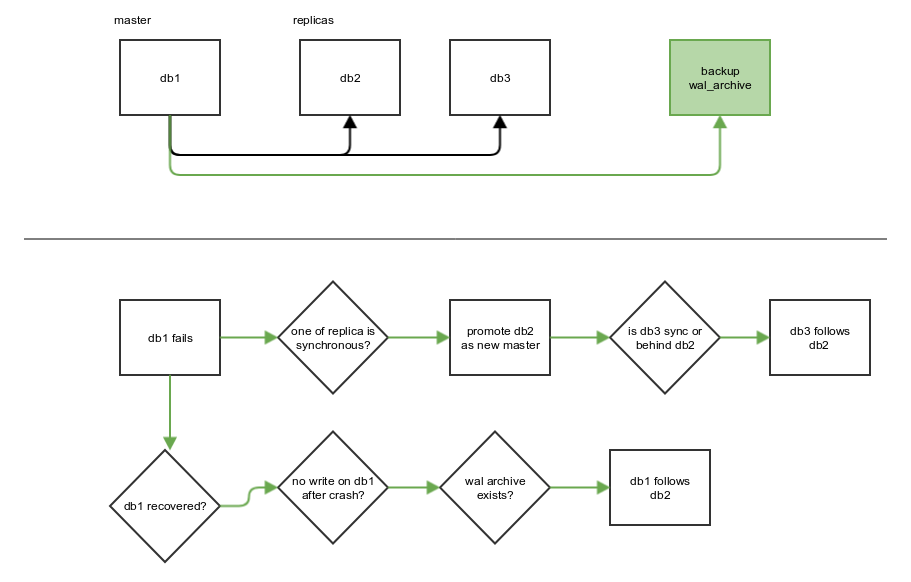 master
replicas
db1
db2
db3
backup
wal_archive
db1 fails
one of replica is
synchronous?
promote db2
as new master
is db3 sync or
behind db2
db3 follows
db2
db1 recovered?
no write on db1
after crash?
wal archive
exists?
db1 follows
db2